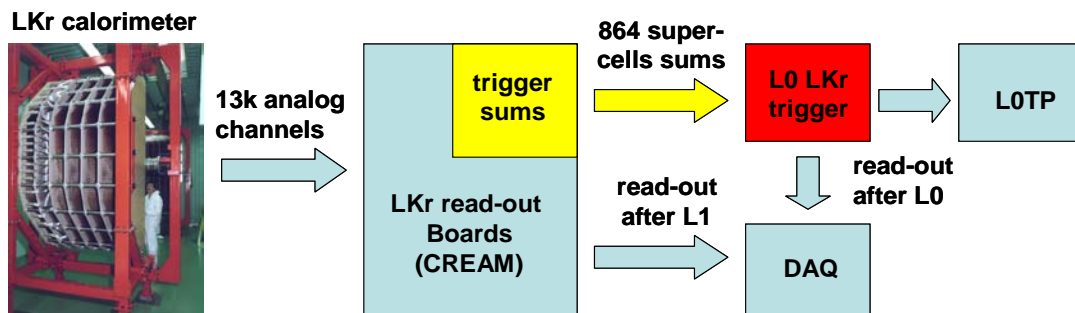 LKr calorimeter
13k analog
channels
trigger
sums
LKr read-out
Boards
(CREAM)
864 super-
cells sums
read-out
after L1
L0 LKr
trigger
read-out
after L0
DAQ
L0TP